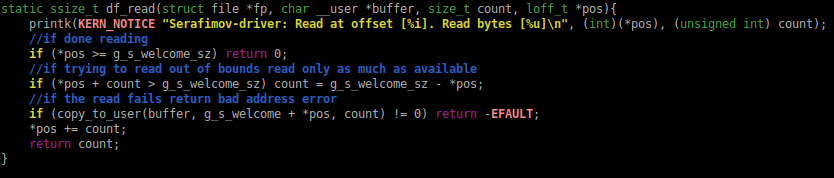 static ssize_t df_read(struct file *fp, char __user *buffer, size_t count, loff_t *pos){
    printk(KERN_NOTICE "Serafimov-driver: Read at offset [%i]. Read bytes [%u]\n", (int)(*pos), (unsigned int) count);
    //if done reading
    if (*pos >= g_s_welcome_sz) return 0;
    //if trying to read out of bounds read only as much as available
    if (*pos + count > g_s_welcome_sz) count = g_s_welcome_sz - *pos;
    //if the read fails return bad address error
    if (copy_to_user(buffer, g_s_welcome + *pos, count) != 0) return -EFAULT;
    *pos += count;
    return count;
}